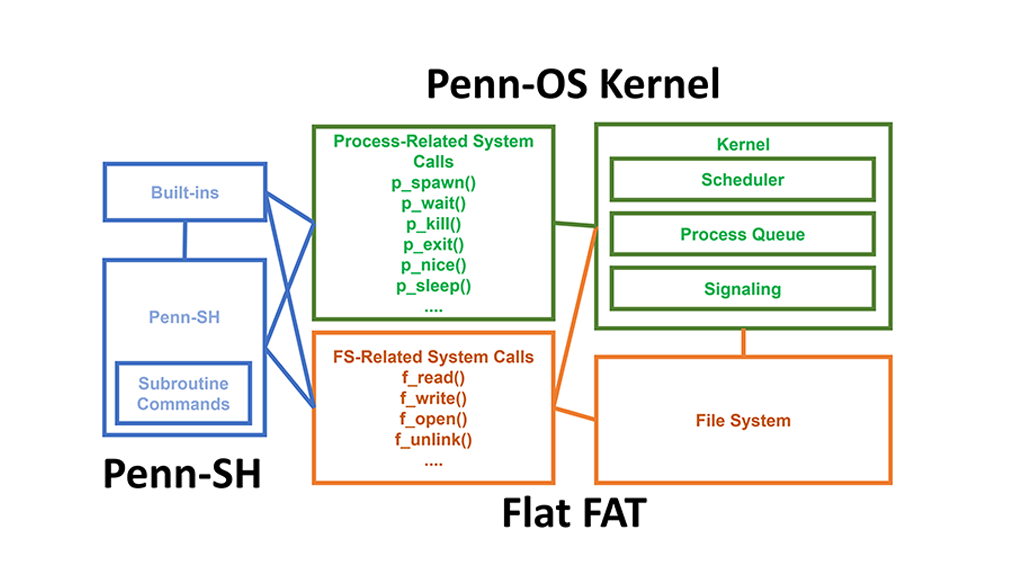 Penn-OS Kernel
Built-ins
Penn-SH
Subroutine
Commands
Penn-SH
Process-Related System
Calls
p_spawn()
p_wait()
p_kill()
p_exit()
p_nice()
p_sleep()
....
FS-Related System Calls
f_read()
f_write()
f_open()
f_unlink()
....
Kernel
Scheduler
Process Queue
Signaling
File System
Flat FAT